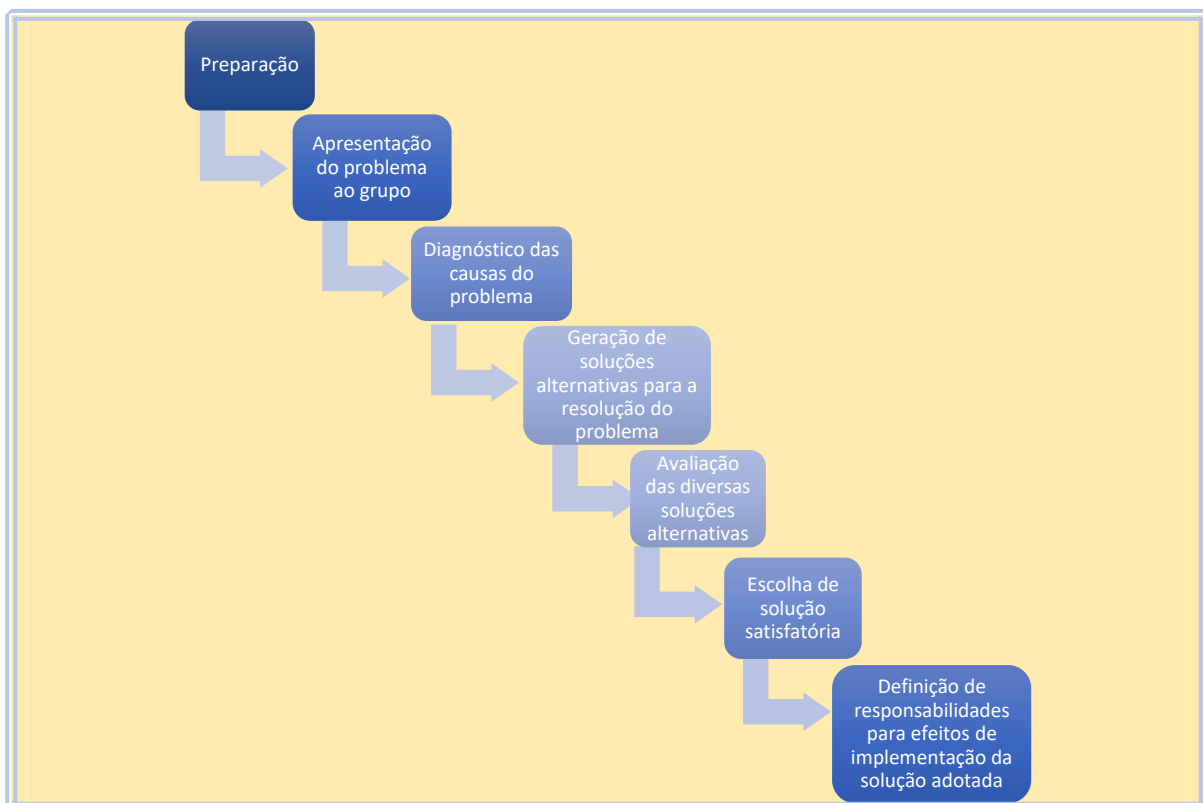 Preparação
Apresentação
do problema
ao grupo
Diagnóstico das
causas do
problema
Geração de
soluções
alternativas para a
resolução do
problema
Avaliação
das diversas
soluções
alternativas
Escolha de
solução
satisfatória
Definição de
responsabilidades
para efeitos de
implementação da
solução adotada